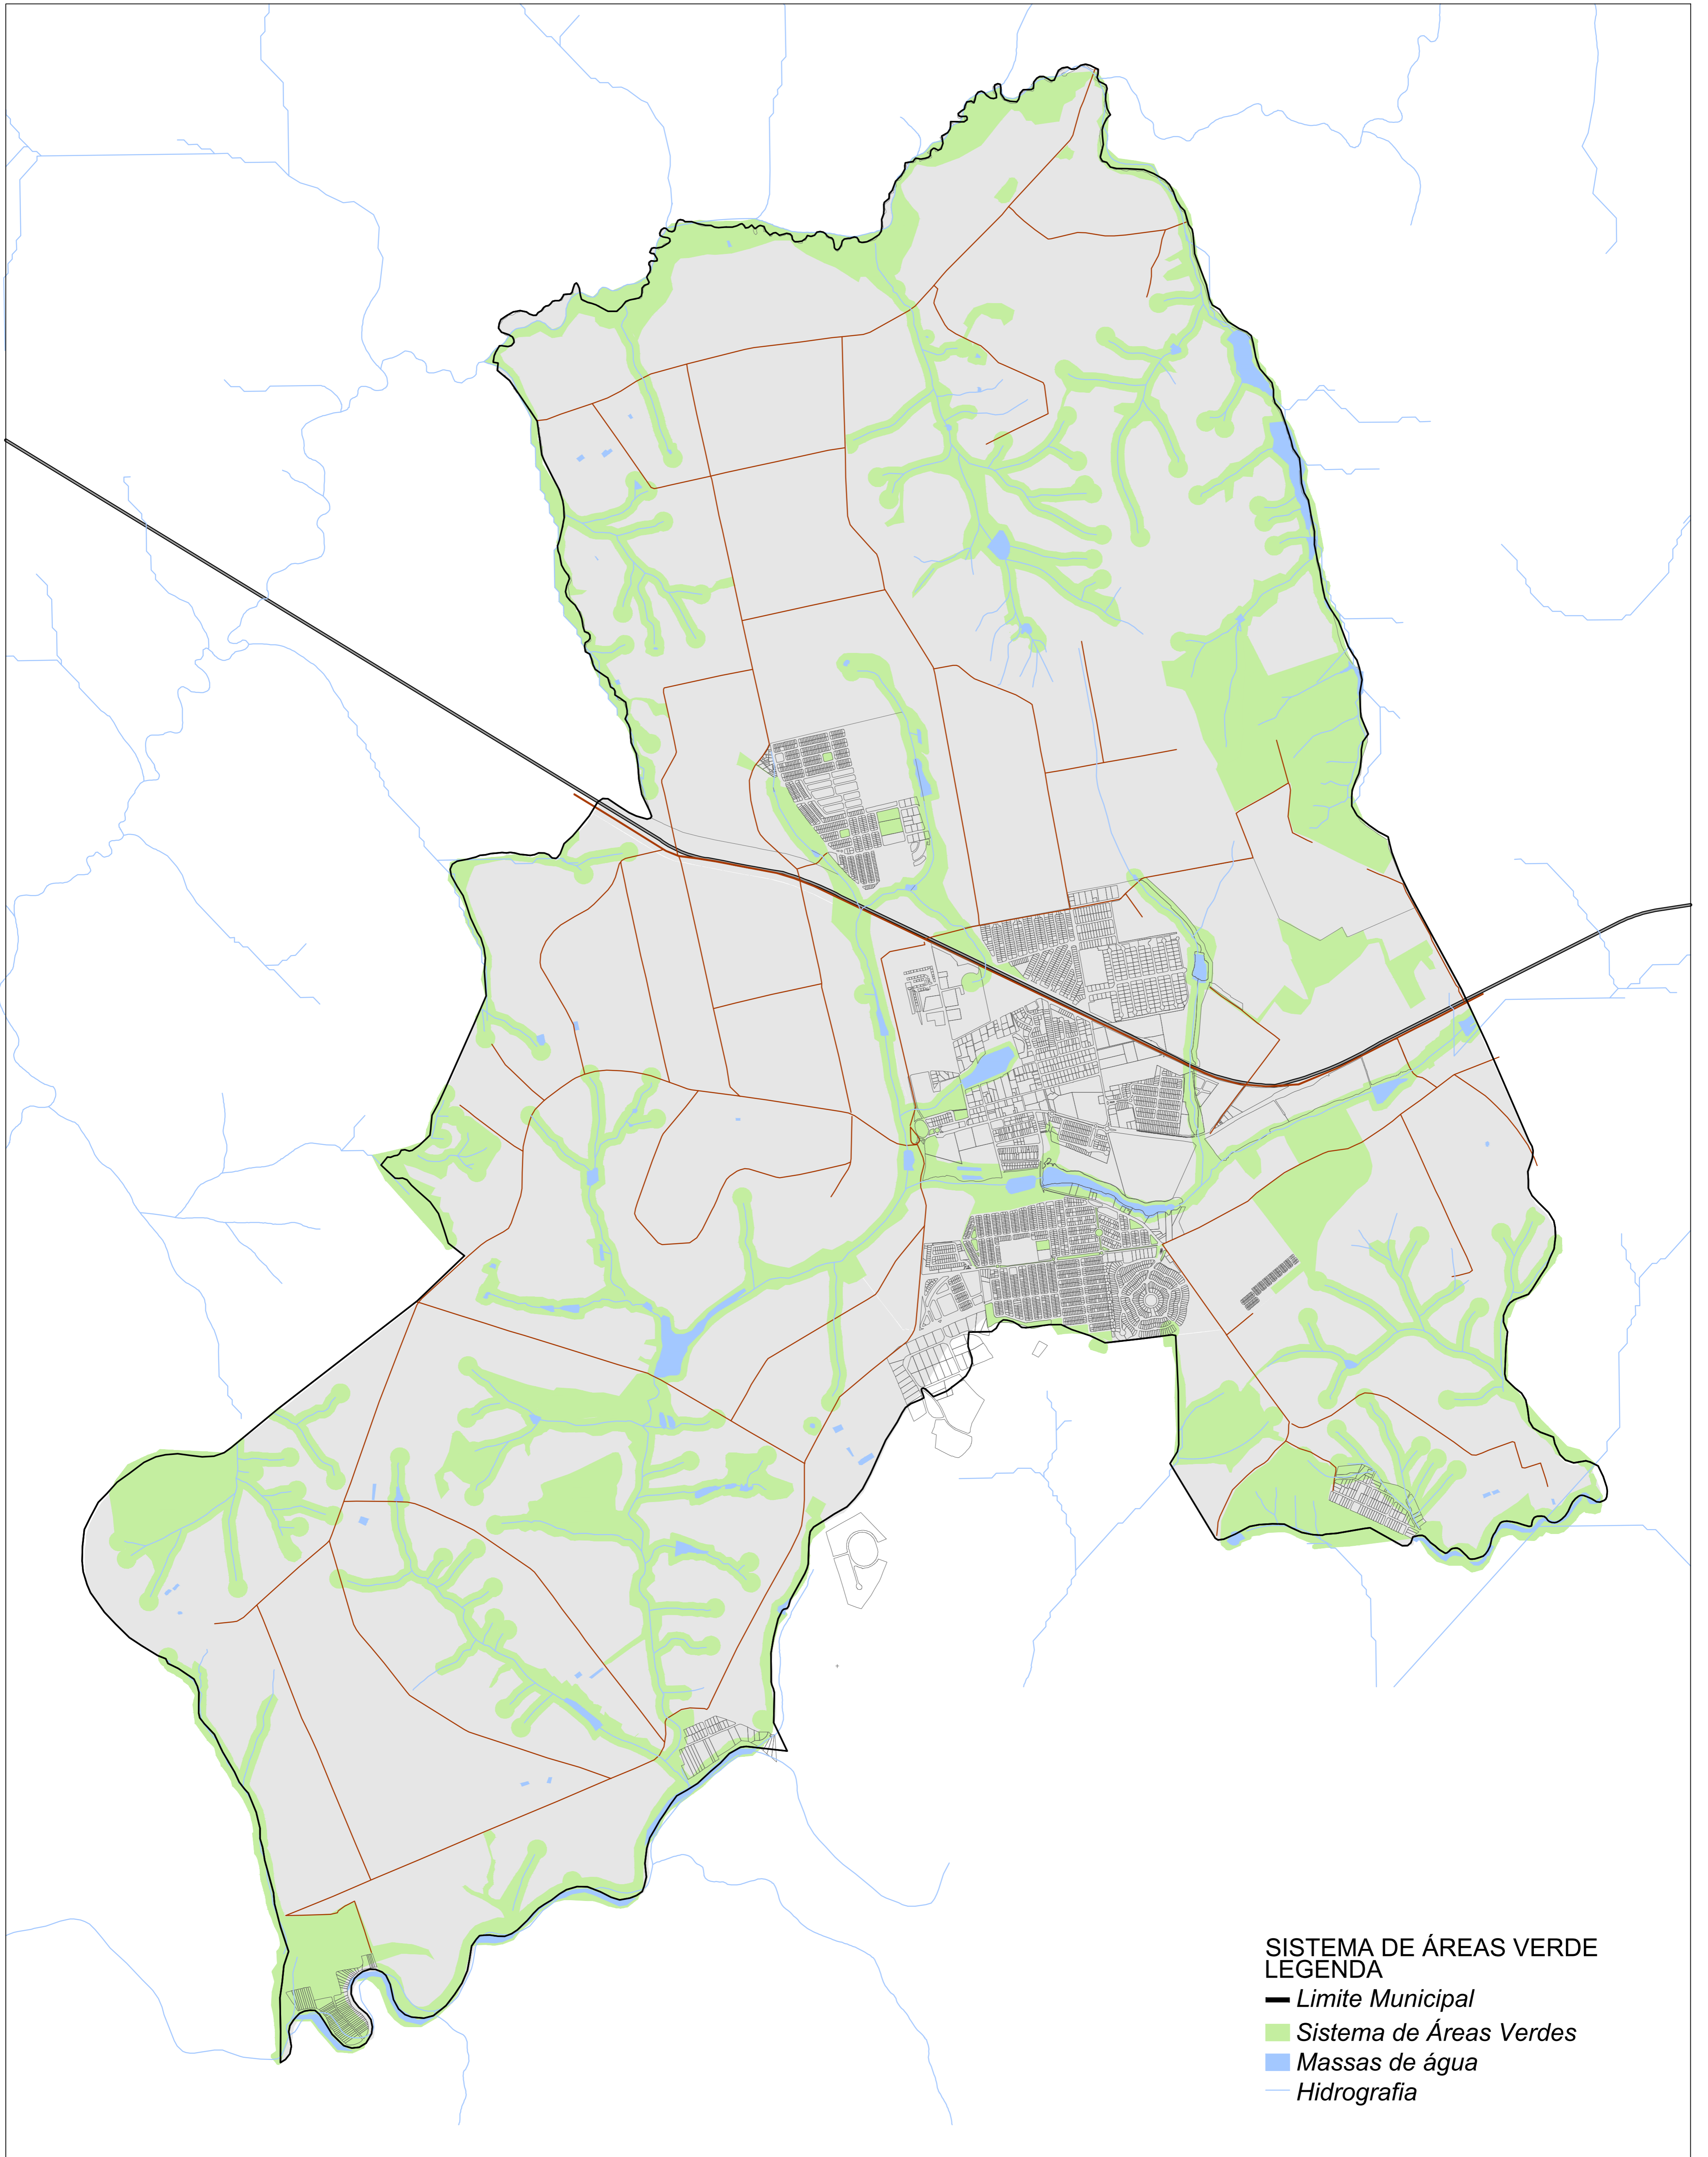 SISTEMA DE ÁREAS VERDE
LEGENDA
Limite Municipal
Sistema de Áreas Verdes
Massas de água
Hidrografia